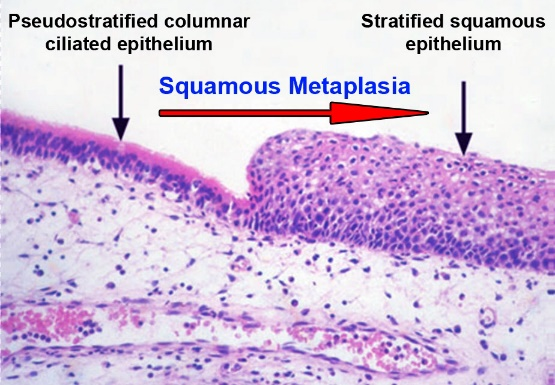 Pseudostratified columnar
ciliated epithelium
Stratified squamous
epithelium
Squamous Metaplasia